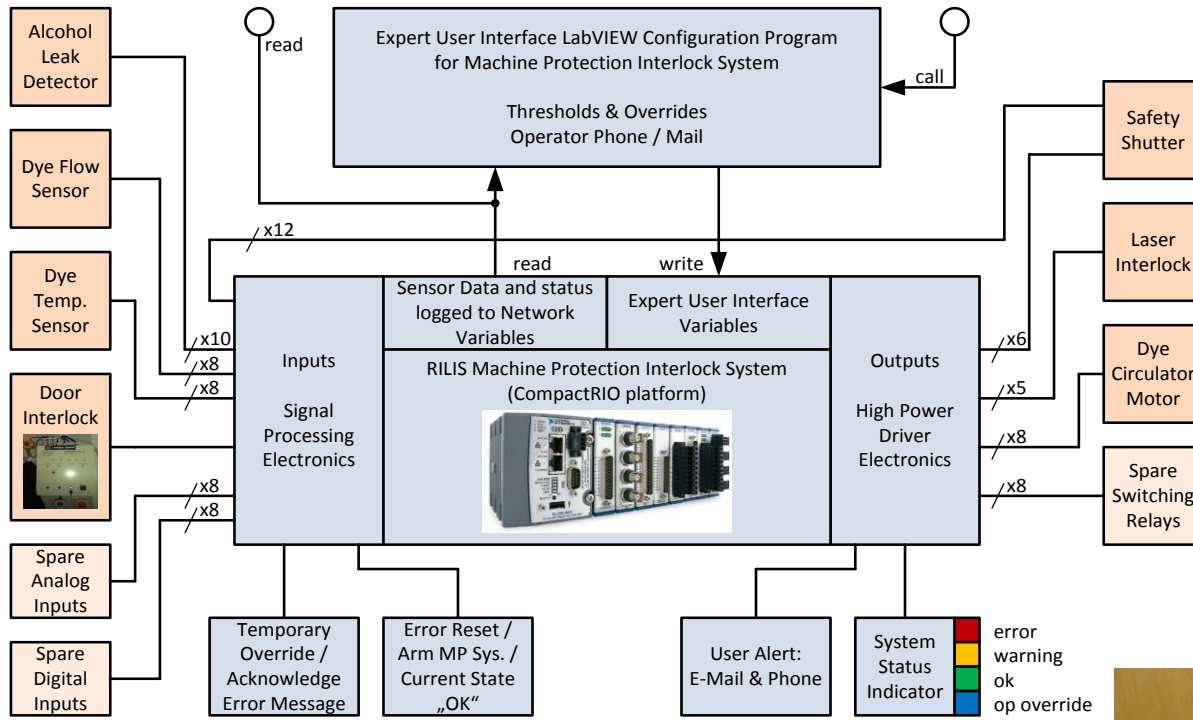 Alcohol
Leak
Detector
read
Expert User Interface LabVIEW Configuration Program
for Machine Protection Interlock System
Thresholds & Overrides
Operator Phone / Mail
call
Safety
Shutter
Dye Flow
Sensor
x12
Laser
Interlock
Dye
Temp.
Sensor
read
write
Sensor Data and status
logged to Network
Variables
Expert User Interface
Variables
x10
x8
x8
Inputs
Signal
Processing
Electronics
RILIS Machine Protection Interlock System
(CompactRIO platform)
Outputs
High Power
Driver
Electronics
x6
x5
x8
x8
Dye
Circulator
Motor
Door
Interlock
x8
x8
Spare
Switching
Relays
Spare
Analog
Inputs
Spare
Digital
Inputs
Temporary
Override /
Acknowledge
Error Message
Error Reset /
Arm MP Sys. /
Current State
„OK“
User Alert:
E-Mail & Phone
System
Status
Indicator
error
warning
ok
op override